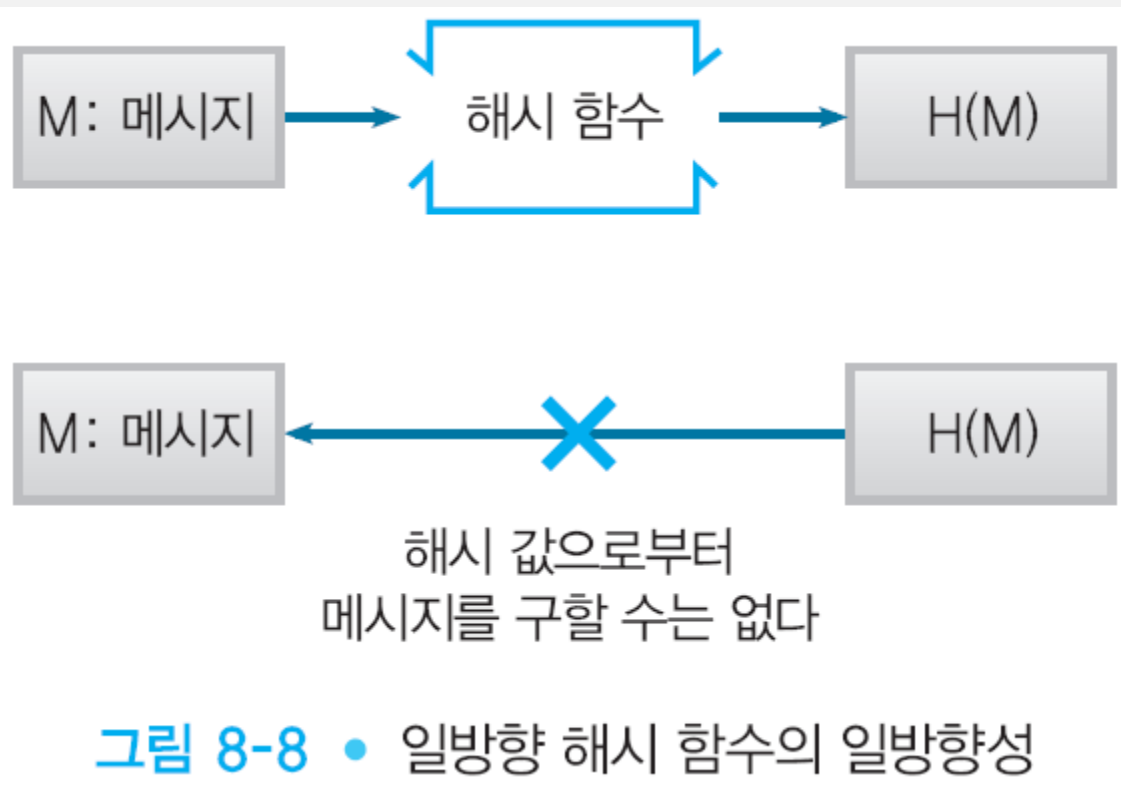 M: 메시지
해시 함수
H(M)
M: 메시지
H(M)
해시 값으로부터
메시지를 구할 수는 없다
그림 8-8 • 일방향 해시 함수의 일방향성